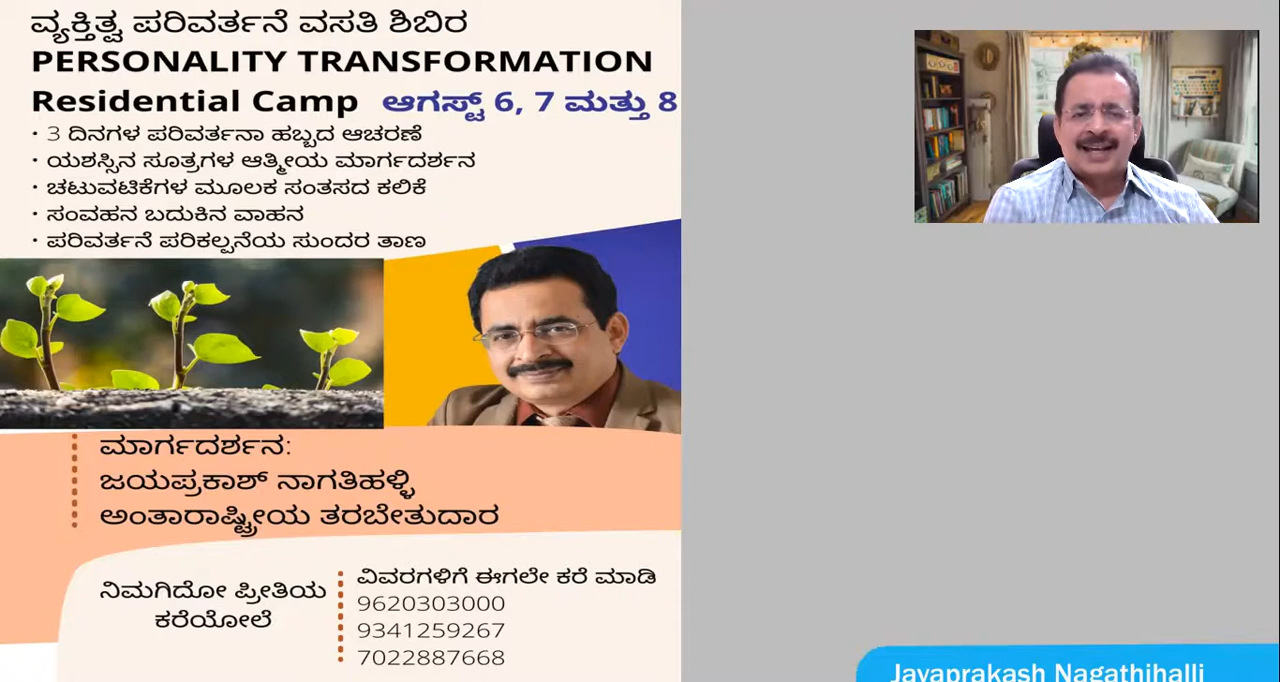 ವ್ಯಕ್ತಿತ್ವ ಪರಿವರ್ತನೆ ವಸತಿ ಶಿಬಿರ
PERSONALITY TRANSFORMATION
Residential Camp ಆಗಸ್ಟ್ 6, 7 ಮತ್ತು 8
• 3 ದಿನಗಳ ಪರಿವರ್ತನಾ ಹಬ್ಬದ ಆಚರಣೆ
• ಯಶಸ್ಸಿನ ಸೂತ್ರಗಳ ಆತ್ಮೀಯ ಮಾರ್ಗದರ್ಶನ
• ಚಟುವಟಿಕೆಗಳ ಮೂಲಕ ಸಂತಸದ ಕಲಿಕೆ
• ಸಂವಹನ ಬದುಕಿನ ವಾಹನ
• ಪರಿವರ್ತನೆ ಪರಿಕಲ್ಪನೆಯ ಸುಂದರ ತಾಣ
ಮಾರ್ಗದರ್ಶನ:
ಜಯಪ್ರಕಾಶ್ ನಾಗತಿಹಳ್ಳಿ
ಅಂತಾರಾಷ್ಟ್ರೀಯ ತರಬೇತುದಾರ
ನಿಮಗಿದೋ ಪ್ರೀತಿಯ
ಕರೆಯೋಲೆ
ವಿವರಗಳಿಗೆ ಈಗಲೇ ಕರೆ ಮಾಡಿ
9620303000
9341259267
7022887668
Jayaprakash Nagathihalli